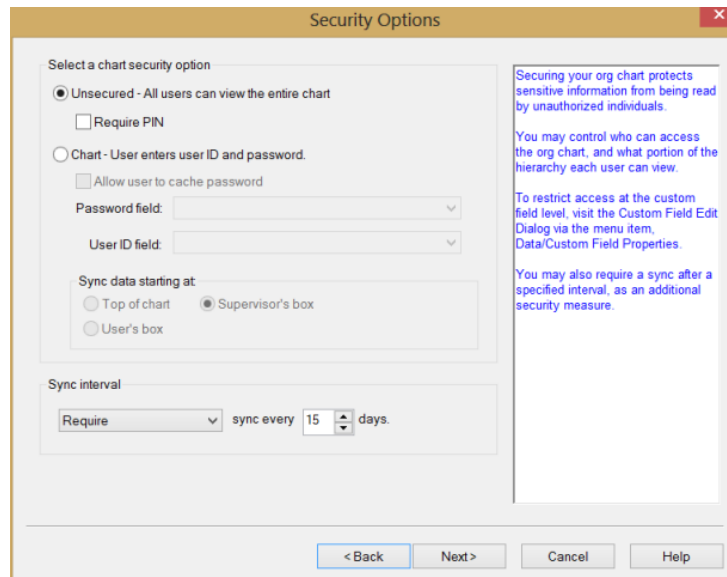 Security Options
Select a chart security option
Unsecured - All users can view the entire chart
Require PIN
Chart - User enters user ID and password.
Allow user to cache password
Password field:
User ID field:
Sync data starting at:
Top of chart
Supervisor's box
User's box
Sync interval
Require
sync every 15 days.
Securing your org chart protects
sensitive information from being read
by unauthorized individuals.
You may control who can access
the org chart, and what portion of the
hierarchy each user can view.
To restrict access at the custom
field level, visit the Custom Field Edit
Dialog via the menu item,
Data/Custom Field Properties.
You may also require a sync after a
specified interval, as an additional
security measure.
< Back
Next >
Cancel
Help